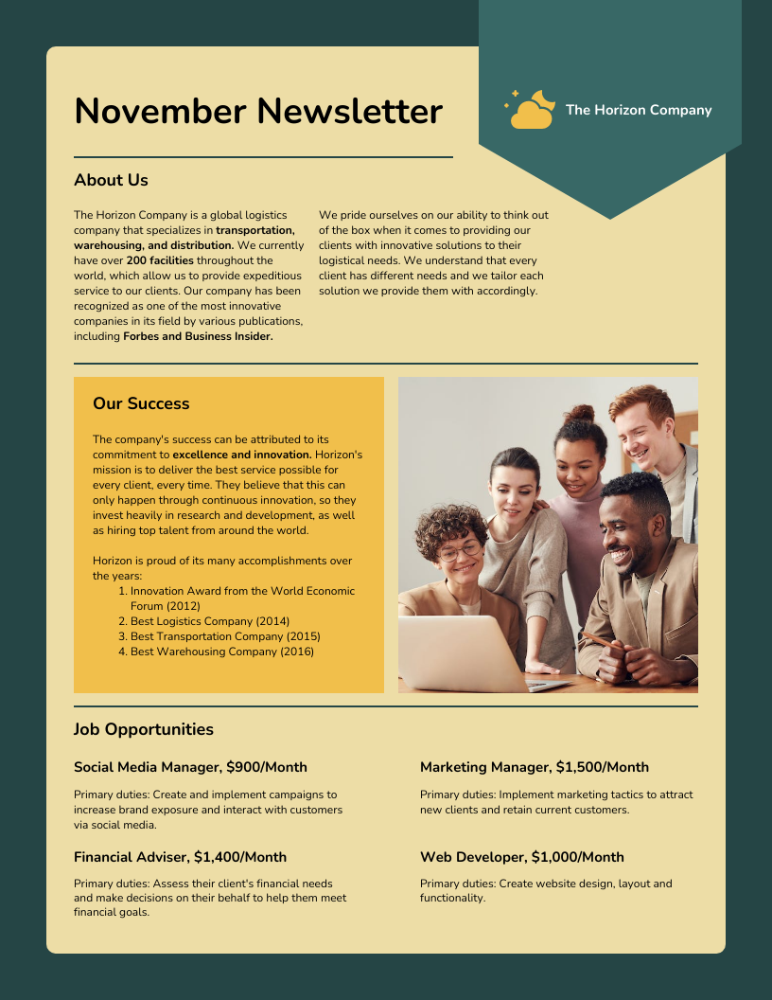 November Newsletter
The Horizon Company
About Us
The Horizon Company is a global logistics
company that specializes in transportation,
warehousing, and distribution. We currently
have over 200 facilities throughout the
world, which allow us to provide expeditious
service to our clients. Our company has been
recognized as one of the most innovative
companies in its field by various publications,
including Forbes and Business Insider.
We pride ourselves on our ability to think out
of the box when it comes to providing our
clients with innovative solutions to their
logistical needs. We understand that every
client has different needs and we tailor each
solution we provide them with accordingly.
Our Success
The company's success can be attributed to its
commitment to excellence and innovation. Horizon's
mission is to deliver the best service possible for
every client, every time. They believe that this can
only happen through continuous innovation, so they
invest heavily in research and development, as well
as hiring top talent from around the world.
Horizon is proud of its many accomplishments over
the years:
1. Innovation Award from the World Economic
Forum (2012)
2. Best Logistics Company (2014)
3. Best Transportation Company (2015)
4. Best Warehousing Company (2016)
Job Opportunities
Social Media Manager, $900/Month
Primary duties: Create and implement campaigns to
increase brand exposure and interact with customers
via social media.
Marketing Manager, $1,500/Month
Primary duties: Implement marketing tactics to attract
new clients and retain current customers.
Financial Adviser, $1,400/Month
Primary duties: Assess their client's financial needs
and make decisions on their behalf to help them meet
financial goals.
Web Developer, $1,000/Month
Primary duties: Create website design, layout and
functionality.